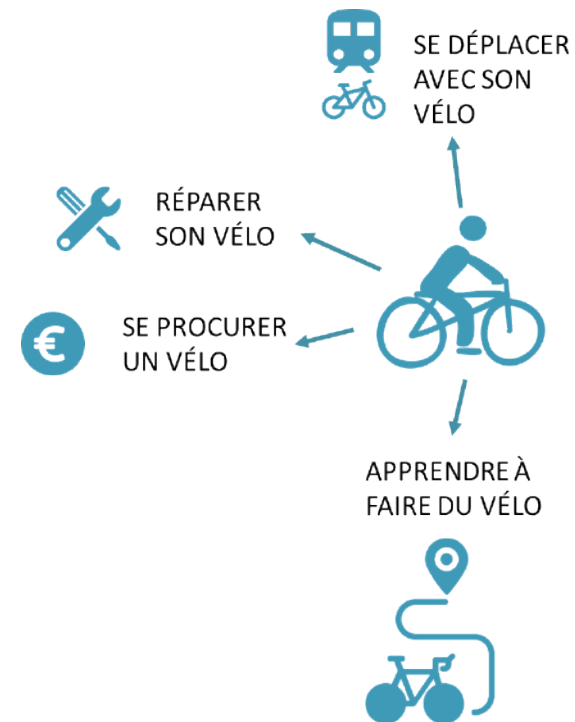 SE DÉPLACER
AVEC SON
VÉLO
RÉPARER
SON VÉLO
€
SE PROCURER
UN VÉLO
APPRENDRE À
FAIRE DU VÉLO